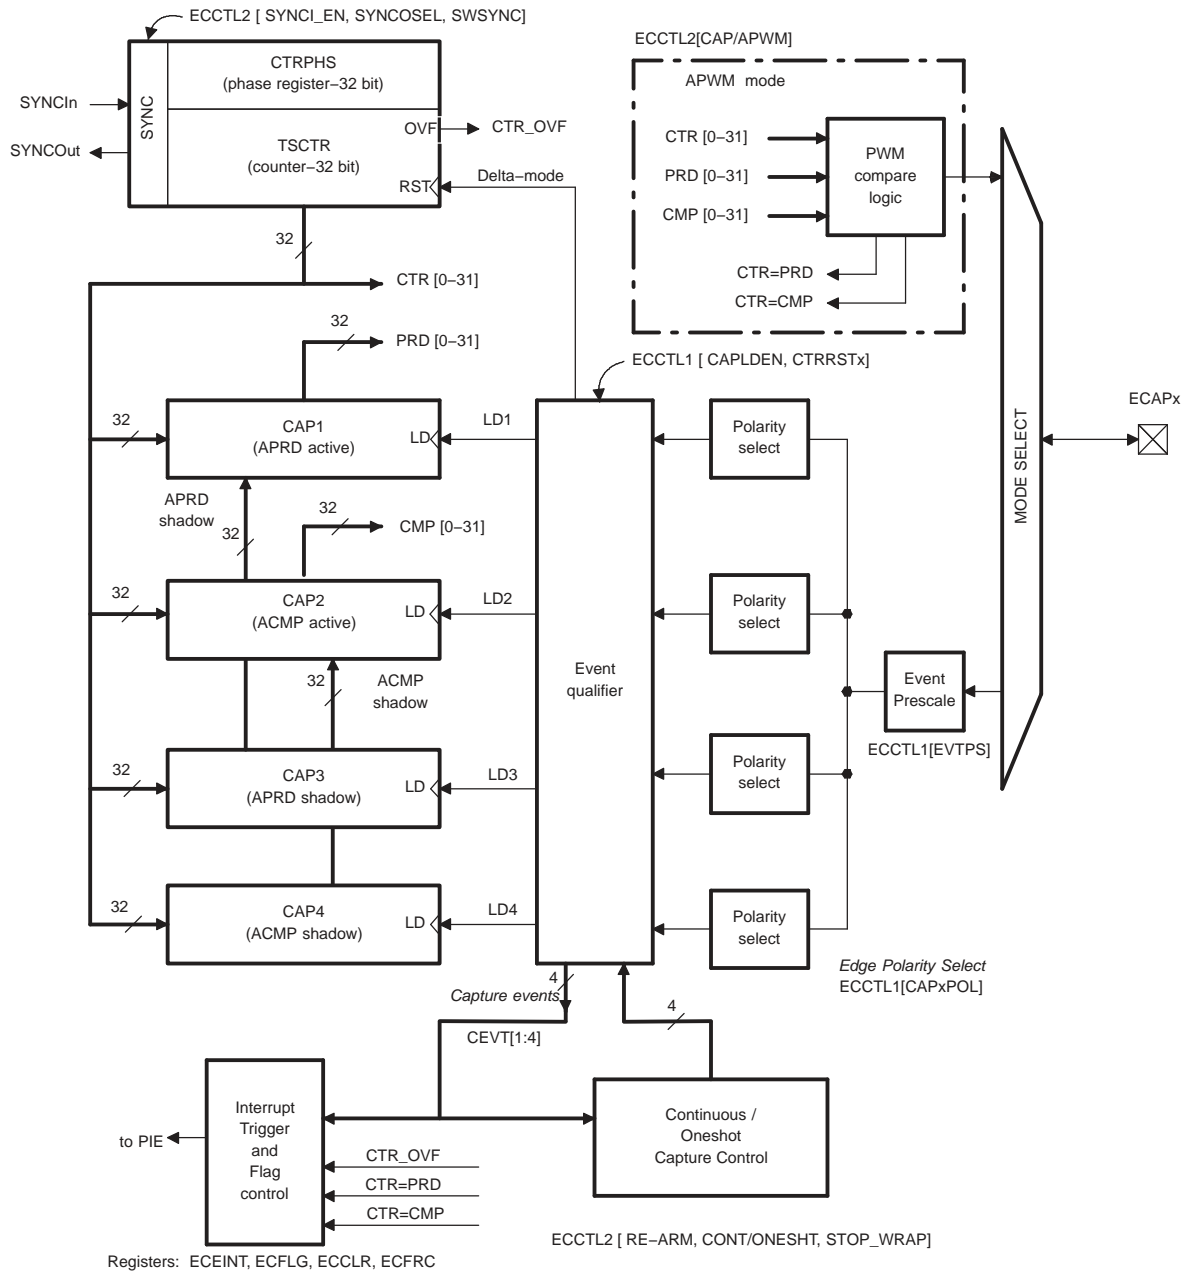 ECCTL2 [ SYNCI_EN, SYNCOSEL, SWSYNC]
SYNC
CTRPHS
(phase register−32 bit)
SYNCIn
SYNCOut
TSCTR
(counter−32 bit)
OVF
CTR_OVF
RST
Delta−mode
ECCTL2[CAP/APWM]
APWM mode
CTR [0−31]
PRD [0−31]
CMP [0−31]
PWM
compare
logic
CTR=PRD
CTR=CMP
32
CTR [0−31]
32
PRD [0−31]
ECCTL1 [ CAPLDEN, CTRRSTx]
32
CAP1
(APRD active)
LD
LD1
Polarity
select
MODE SELECT
ECAPx
APRD
shadow
32
32
CMP [0−31]
32
CAP2
(ACMP active)
LD
LD2
Polarity
select
Event
qualifier
32
ACMP
shadow
Event
Prescale
ECCTL1[EVTPS]
32
CAP3
(APRD shadow)
LD
LD3
Polarity
select
32
CAP4
(ACMP shadow)
LD
LD4
Polarity
select
Edge Polarity Select
ECCTL1[CAPxPOL]
4
Capture events
CEVT[1:4]
4
Interrupt
Trigger
and
Flag
control
to PIE
CTR_OVF
CTR=PRD
CTR=CMP
Continuous /
Oneshot
Capture Control
ECCTL2 [ RE−ARM, CONT/ONESHT, STOP_WRAP]
Registers: ECEINT, ECFLG, ECCLR, ECFRC